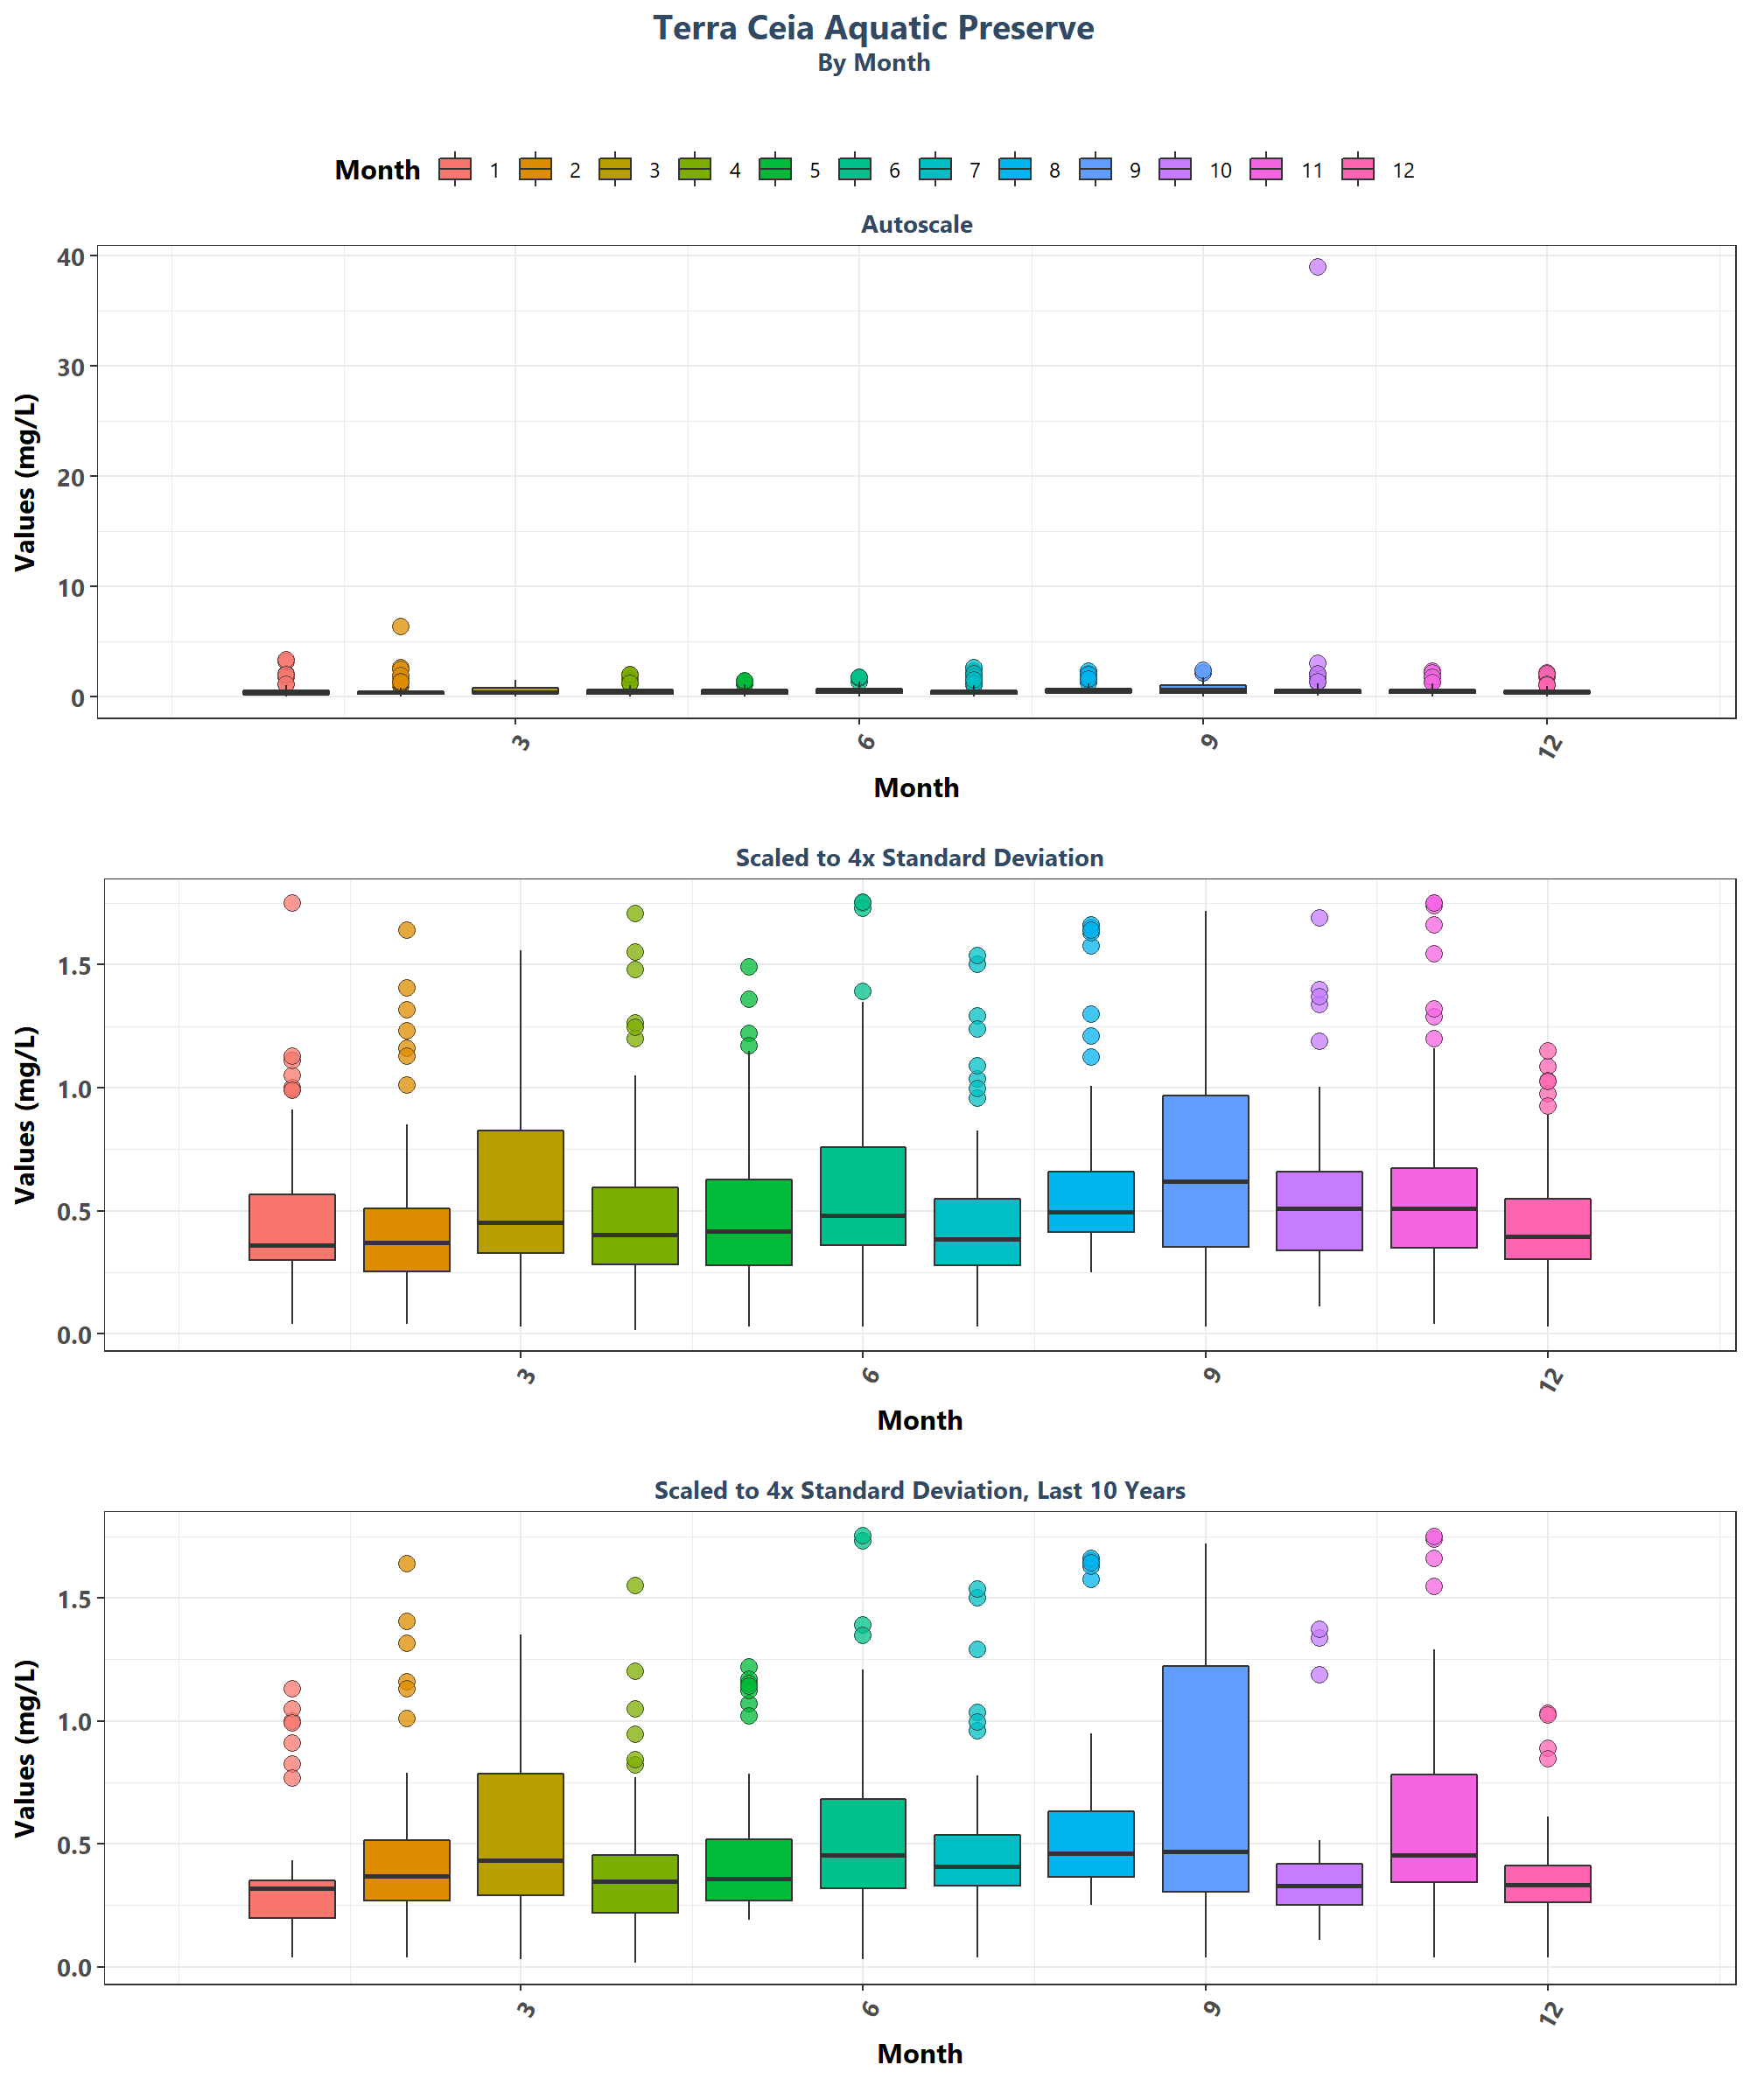 Terra Ceia Aquatic Preserve
By Month
Month 1 2 3 4 5 6 7 8 9 10 11 12
Autoscale
Values (mg/L)
40
30
20
10
0
3 6 9 12
Month
Scaled to 4x Standard Deviation
Values (mg/L)
1.5
1.0
0.5
0.0
3 6 9 12
Month
Scaled to 4x Standard Deviation, Last 10 Years
Values (mg/L)
1.5
1.0
0.5
0.0
3 6 9 12
Month